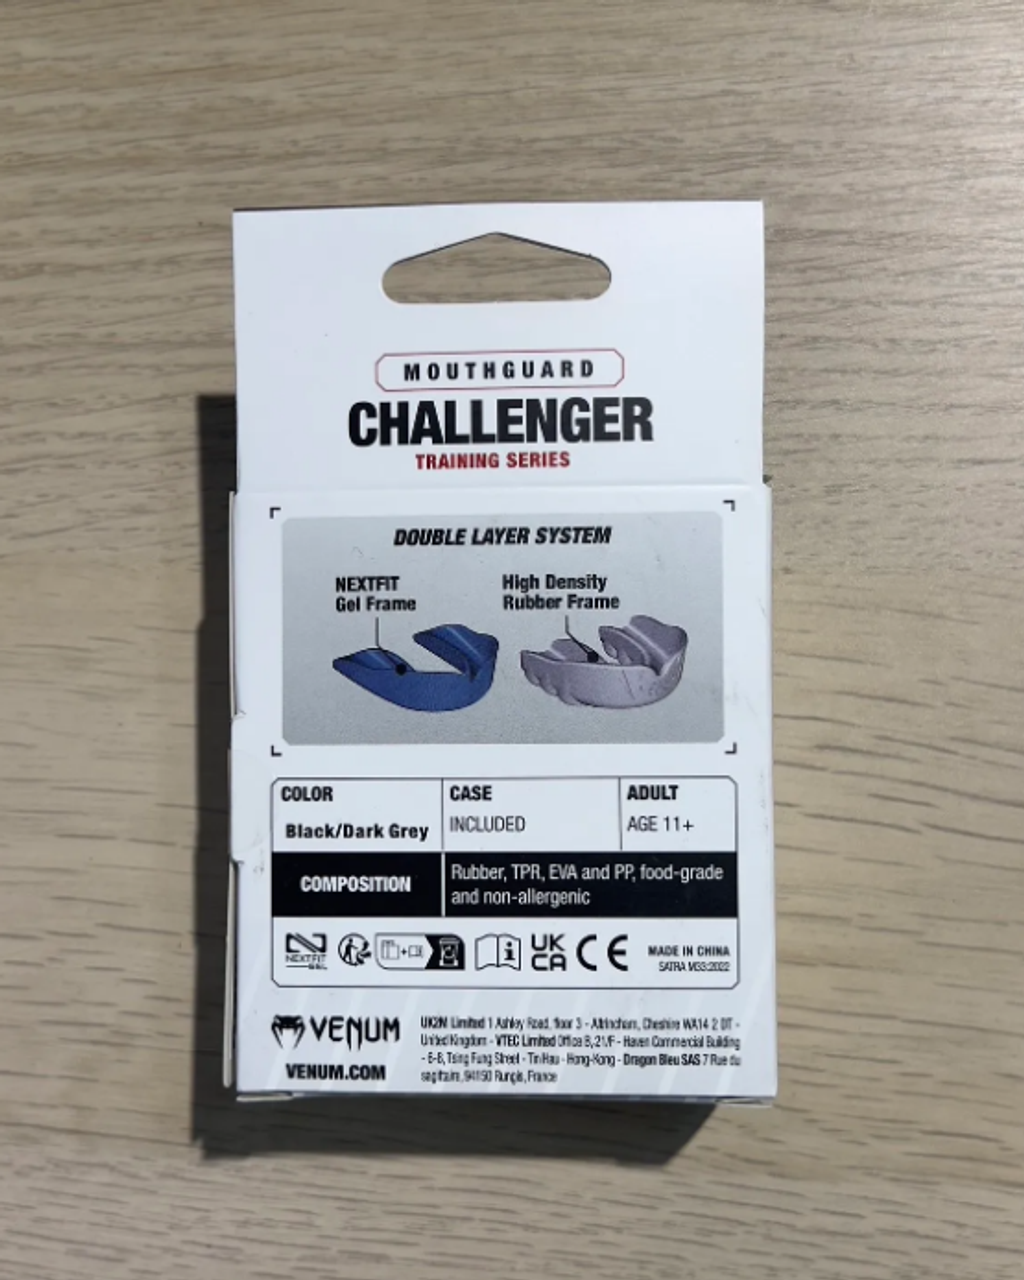 MOUTHGUARD
CHALLENGER
TRAINING SERIES
DOUBLE LAYER SYSTEM
NEXTFIT
Gel Frame
High Density
Rubber Frame
COLOR
Black/Dark Grey
CASE
INCLUDED
ADULT
AGE 11+
COMPOSITION
Rubber, TPR, EVA and PP, food-grade
and non-allergenic
NEXTFIT
GEL
UK
CA
CE
MADE IN CHINA
SATRA M33:2022
VENUM
VENUM.COM
UK2M Limited 1 Ashley Road, floor 3 - Altrincham, Cheshire WA14 2 DT -
United Kingdom - VTEC Limited Office B, 21/F - Haven Commercial Building
- 6-8, Tsing Fung Street - Tin Hau - Hong-Kong - Dragon Bleu SAS 7 Rue du
sagittaire, 94150 Rungis, France